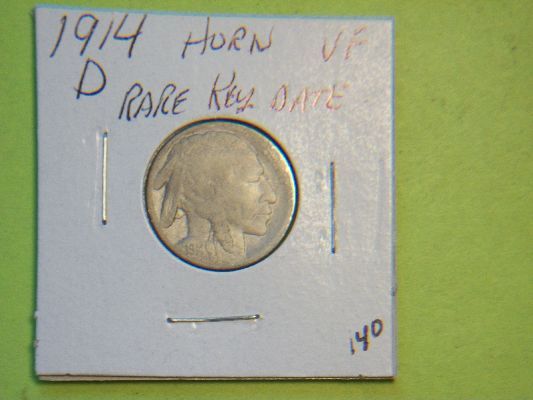 1914 HORN VF
D RARE Key DATE
140